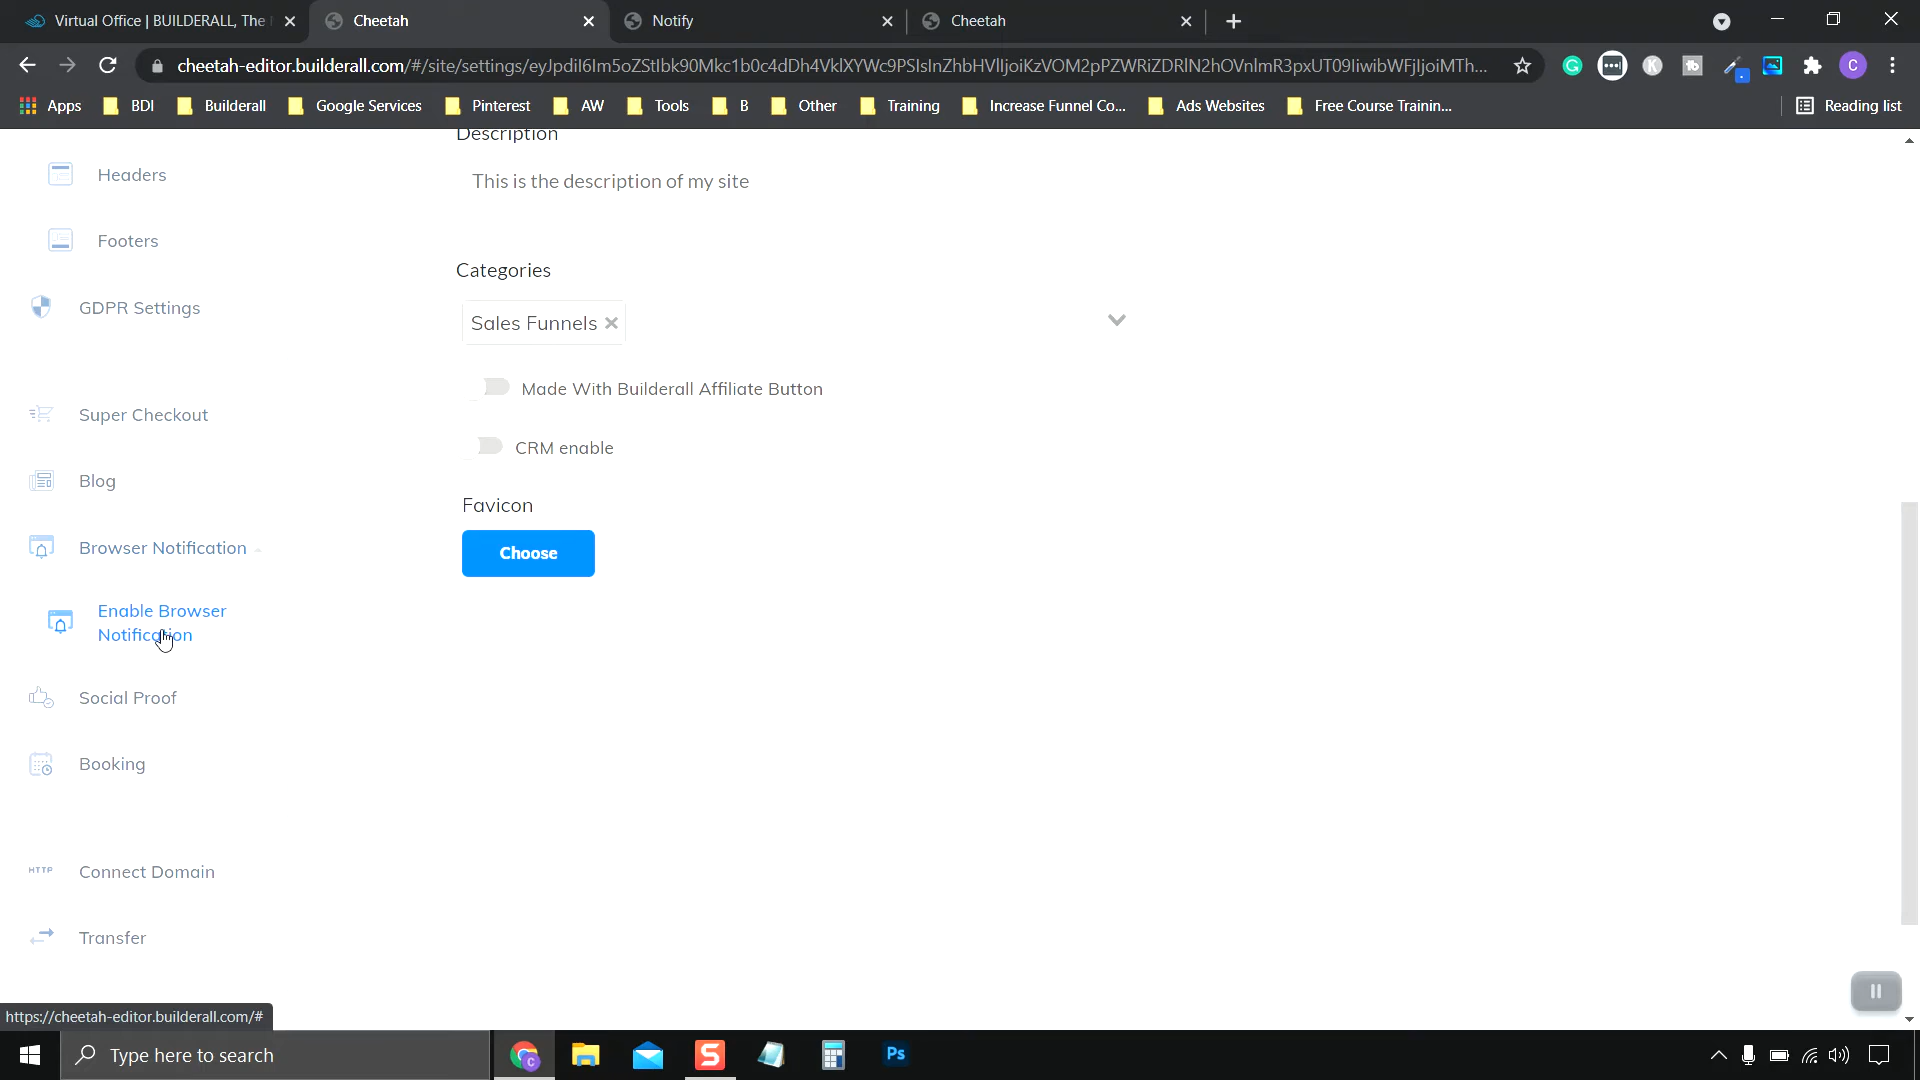 Virtual Office | BUILDERALL, The
Cheetah
Notify
Cheetah
cheetah-editor.builderall.com/#/site/settings/
Apps
BDI
Builderall
Google Services
Pinterest
AW
Tools
B
Other
Training
Increase Funnel Co...
Ads Websites
Free Course Trainin...
Reading list
Headers
Footers
GDPR Settings
Super Checkout
Blog
Browser Notification
Enable Browser
Notification
Social Proof
Booking
HTTP
Connect Domain
Transfer
Description
This is the description of my site
Categories
Sales Funnels
Made With Builderall Affiliate Button
CRM enable
Favicon
Choose
https://cheetah-editor.builderall.com/#
Type here to search